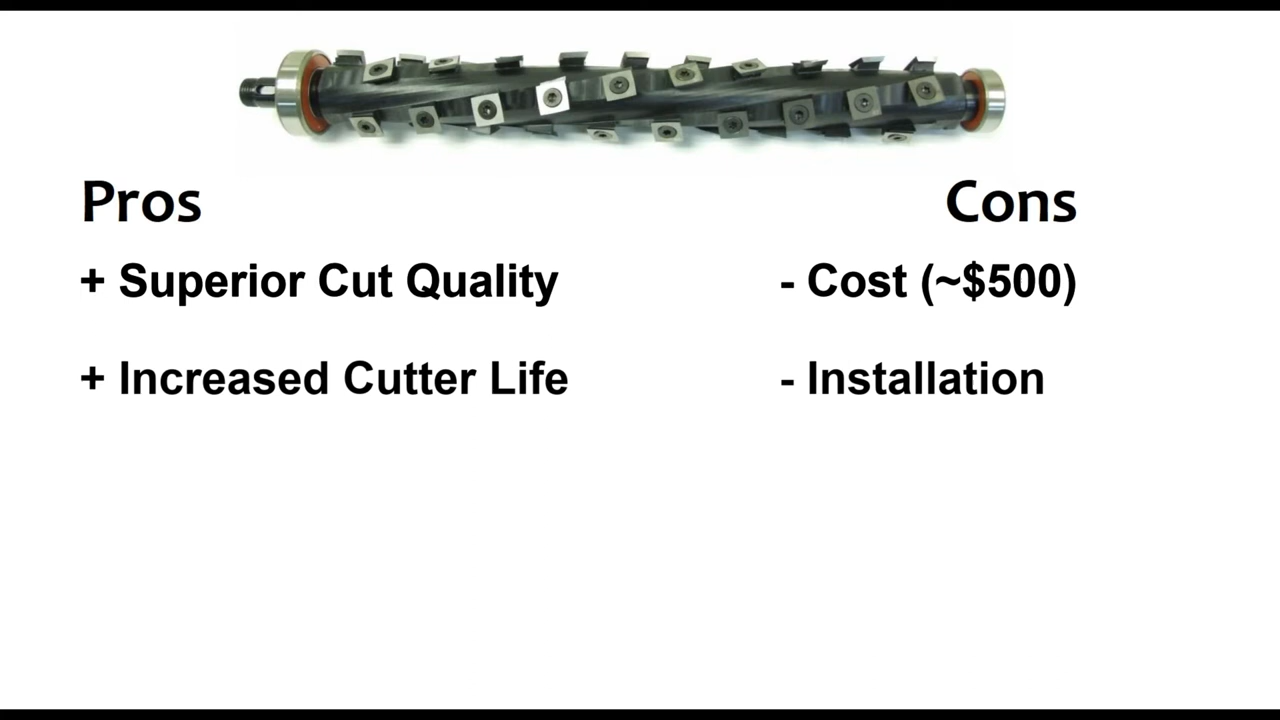 Pros
Cons
+ Superior Cut Quality
- Cost (~$500)
+ Increased Cutter Life
- Installation